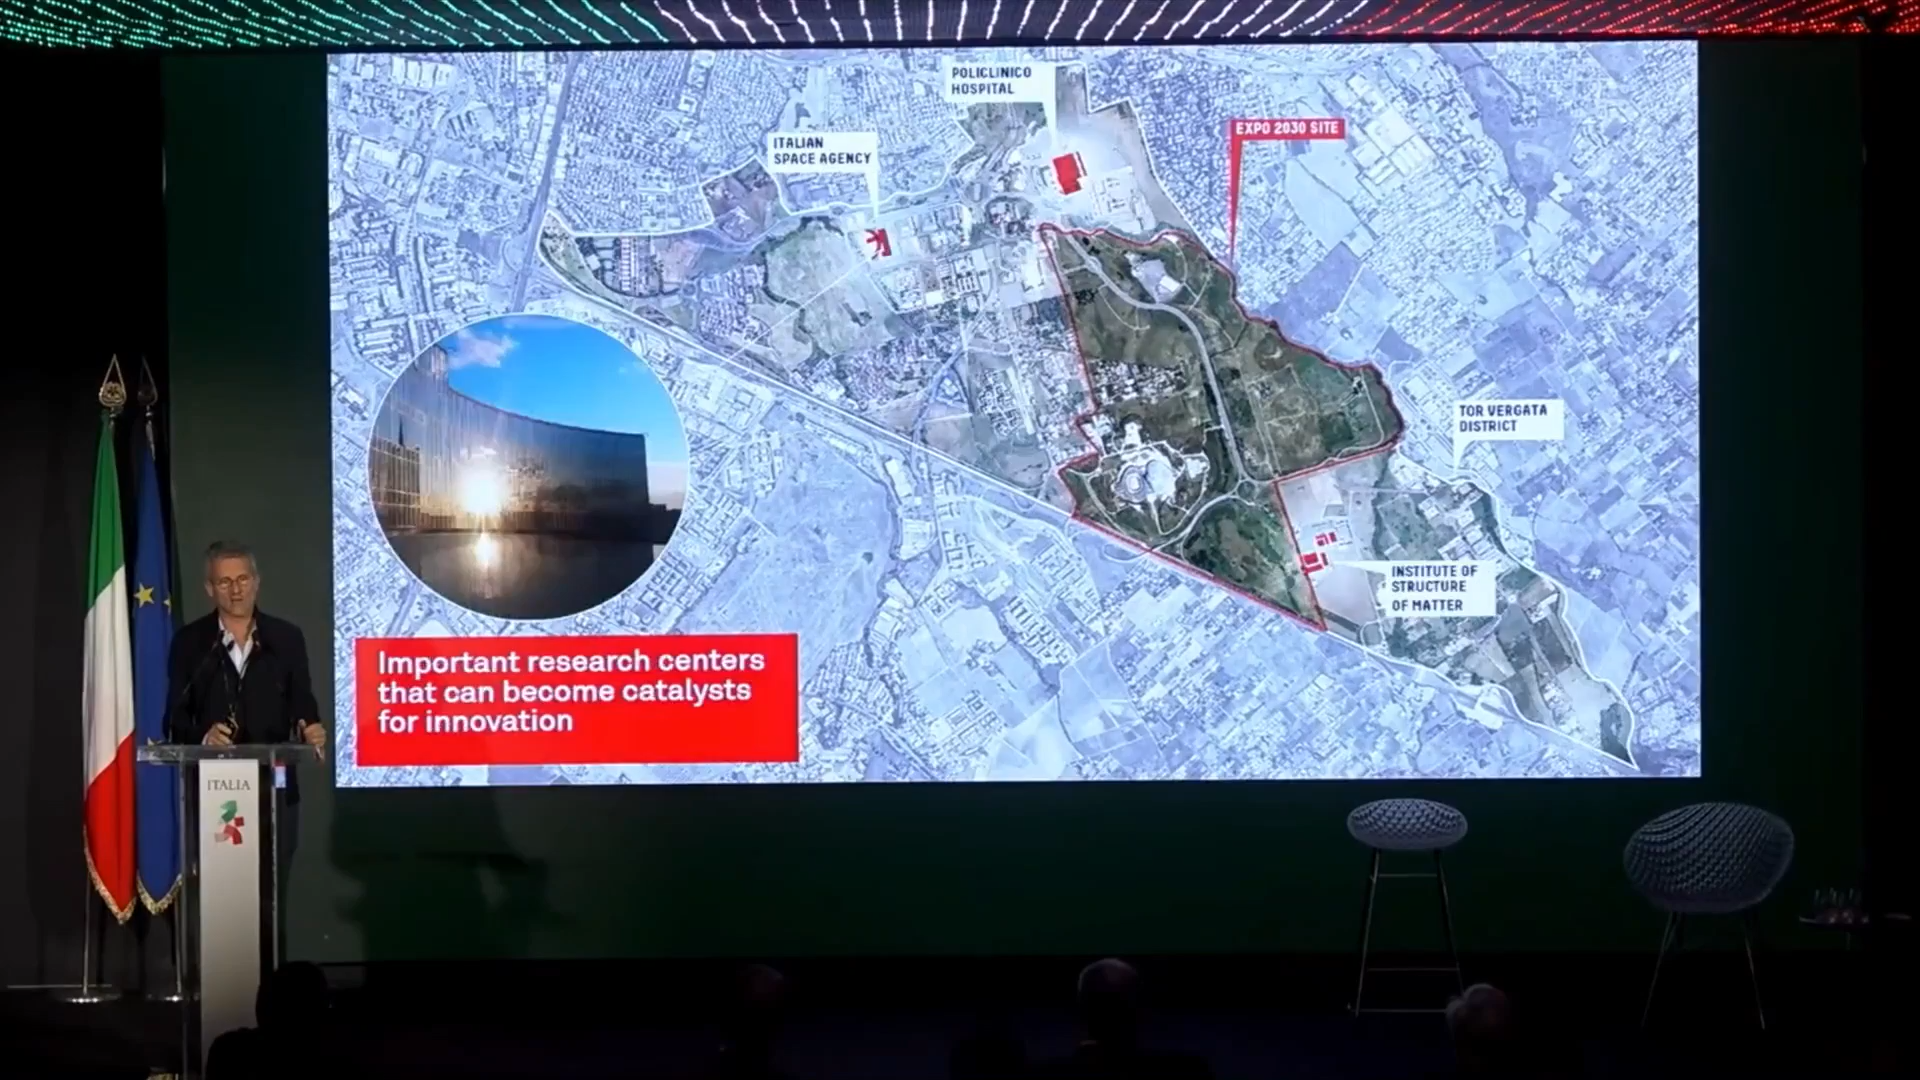 POLICLINICO
HOSPITAL
EXPO 2030 SITE
ITALIAN
SPACE AGENCY
TOR VERGATA
DISTRICT
INSTITUTE OF
STRUCTURE
OF MATTER
Important research centers
that can become catalysts
for innovation
ITALIA